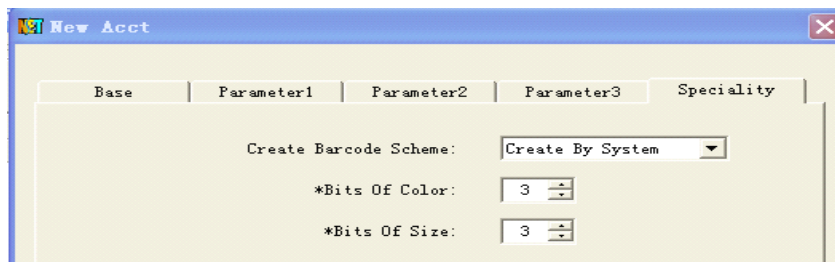 NET New Acct
Base Parameter1 Parameter2 Parameter3 Speciality
Create Barcode Scheme: Create By System
*Bits Of Color: 3
*Bits Of Size: 3